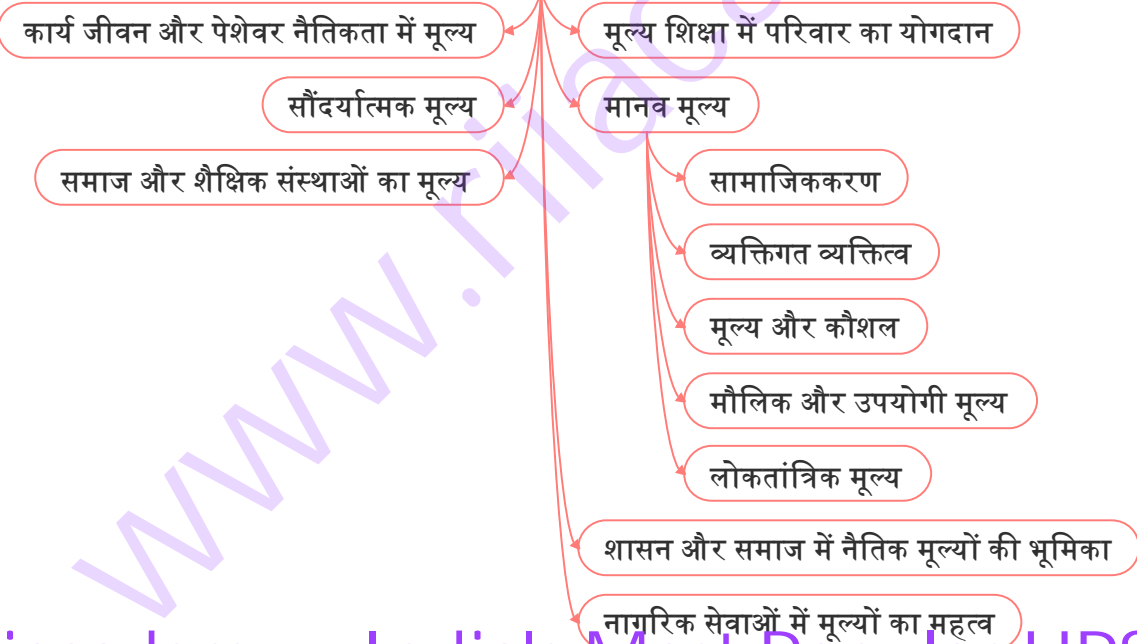 कार्य जीवन और पेशेवर नैतिकता में मूल्य
मूल्य शिक्षा में परिवार का योगदान
सौंदर्यात्मक मूल्य
मानव मूल्य
समाज और शैक्षिक संस्थाओं का मूल्य
सामाजिककरण
व्यक्तिगत व्यक्तित्व
मूल्य और कौशल
मौलिक और उपयोगी मूल्य
लोकतांत्रिक मूल्य
शासन और समाज में नैतिक मूल्यों की भूमिका
नागरिक सेवाओं में मूल्यों का महत्व